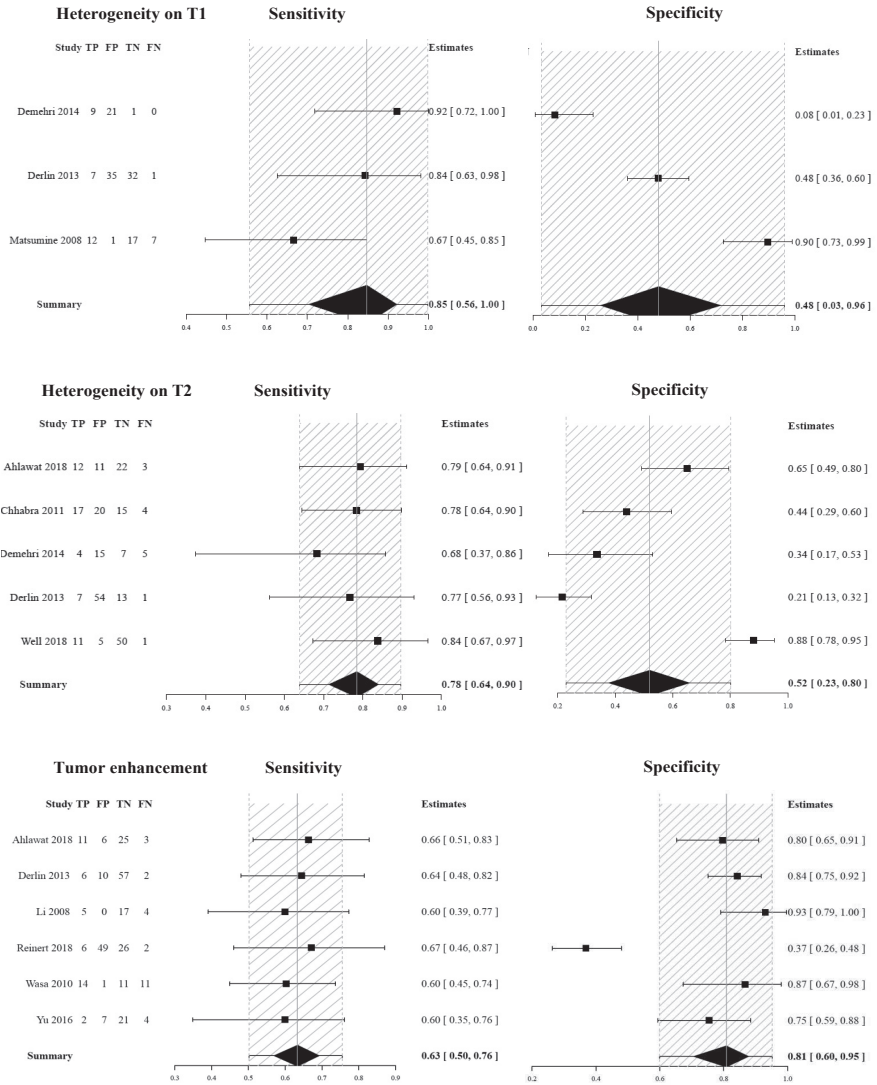 Heterogeneity on T1 Sensitivity Specificity
Study TP FP TN FN Estimates Estimates
Demehri 2014 9 21 1 0 0.92 [ 0.72, 1.00 ] 0.08 [ 0.01, 0.23 ]
Derlin 2013 7 35 32 1 0.84 [ 0.63, 0.98 ] 0.48 [ 0.36, 0.60 ]
Matsumine 2008 12 1 17 7 0.67 [ 0.45, 0.85 ] 0.90 [ 0.73, 0.99 ]
Summary 0.85 [ 0.56, 1.00 ] 0.48 [ 0.03, 0.96 ]
0.4 0.5 0.6 0.7 0.8 0.9 1.0 0.0 0.2 0.4 0.6 0.8 1.0
Heterogeneity on T2 Sensitivity Specificity
Study TP FP TN FN Estimates Estimates
Ahlawat 2018 12 11 22 3 0.79 [ 0.64, 0.91 ] 0.65 [ 0.49, 0.80 ]
Chhabra 2011 17 20 15 4 0.78 [ 0.64, 0.90 ] 0.44 [ 0.29, 0.60 ]
Demehri 2014 4 15 7 5 0.68 [ 0.37, 0.86 ] 0.34 [ 0.17, 0.53 ]
Derlin 2013 7 54 13 1 0.77 [ 0.56, 0.93 ] 0.21 [ 0.13, 0.32 ]
Well 2018 11 5 50 1 0.84 [ 0.67, 0.97 ] 0.88 [ 0.78, 0.95 ]
Summary 0.78 [ 0.64, 0.90 ] 0.52 [ 0.23, 0.80 ]
0.3 0.4 0.5 0.6 0.7 0.8 0.9 1.0 0.2 0.4 0.6 0.8 1.0
Tumor enhancement Sensitivity Specificity
Study TP FP TN FN Estimates Estimates
Ahlawat 2018 11 6 25 3 0.66 [ 0.51, 0.83 ] 0.80 [ 0.65, 0.91 ]
Derlin 2013 6 10 57 2 0.64 [ 0.48, 0.82 ] 0.84 [ 0.75, 0.92 ]
Li 2008 5 0 17 4 0.60 [ 0.39, 0.77 ] 0.93 [ 0.79, 1.00 ]
Reinert 2018 6 49 26 2 0.67 [ 0.46, 0.87 ] 0.37 [ 0.26, 0.48 ]
Wasa 2010 14 1 11 11 0.60 [ 0.45, 0.74 ] 0.87 [ 0.67, 0.98 ]
Yu 2016 2 7 21 4 0.60 [ 0.35, 0.76 ] 0.75 [ 0.59, 0.88 ]
Summary 0.63 [ 0.50, 0.76 ] 0.81 [ 0.60, 0.95 ]
0.3 0.4 0.5 0.6 0.7 0.8 0.9 0.2 0.4 0.6 0.8 1.0